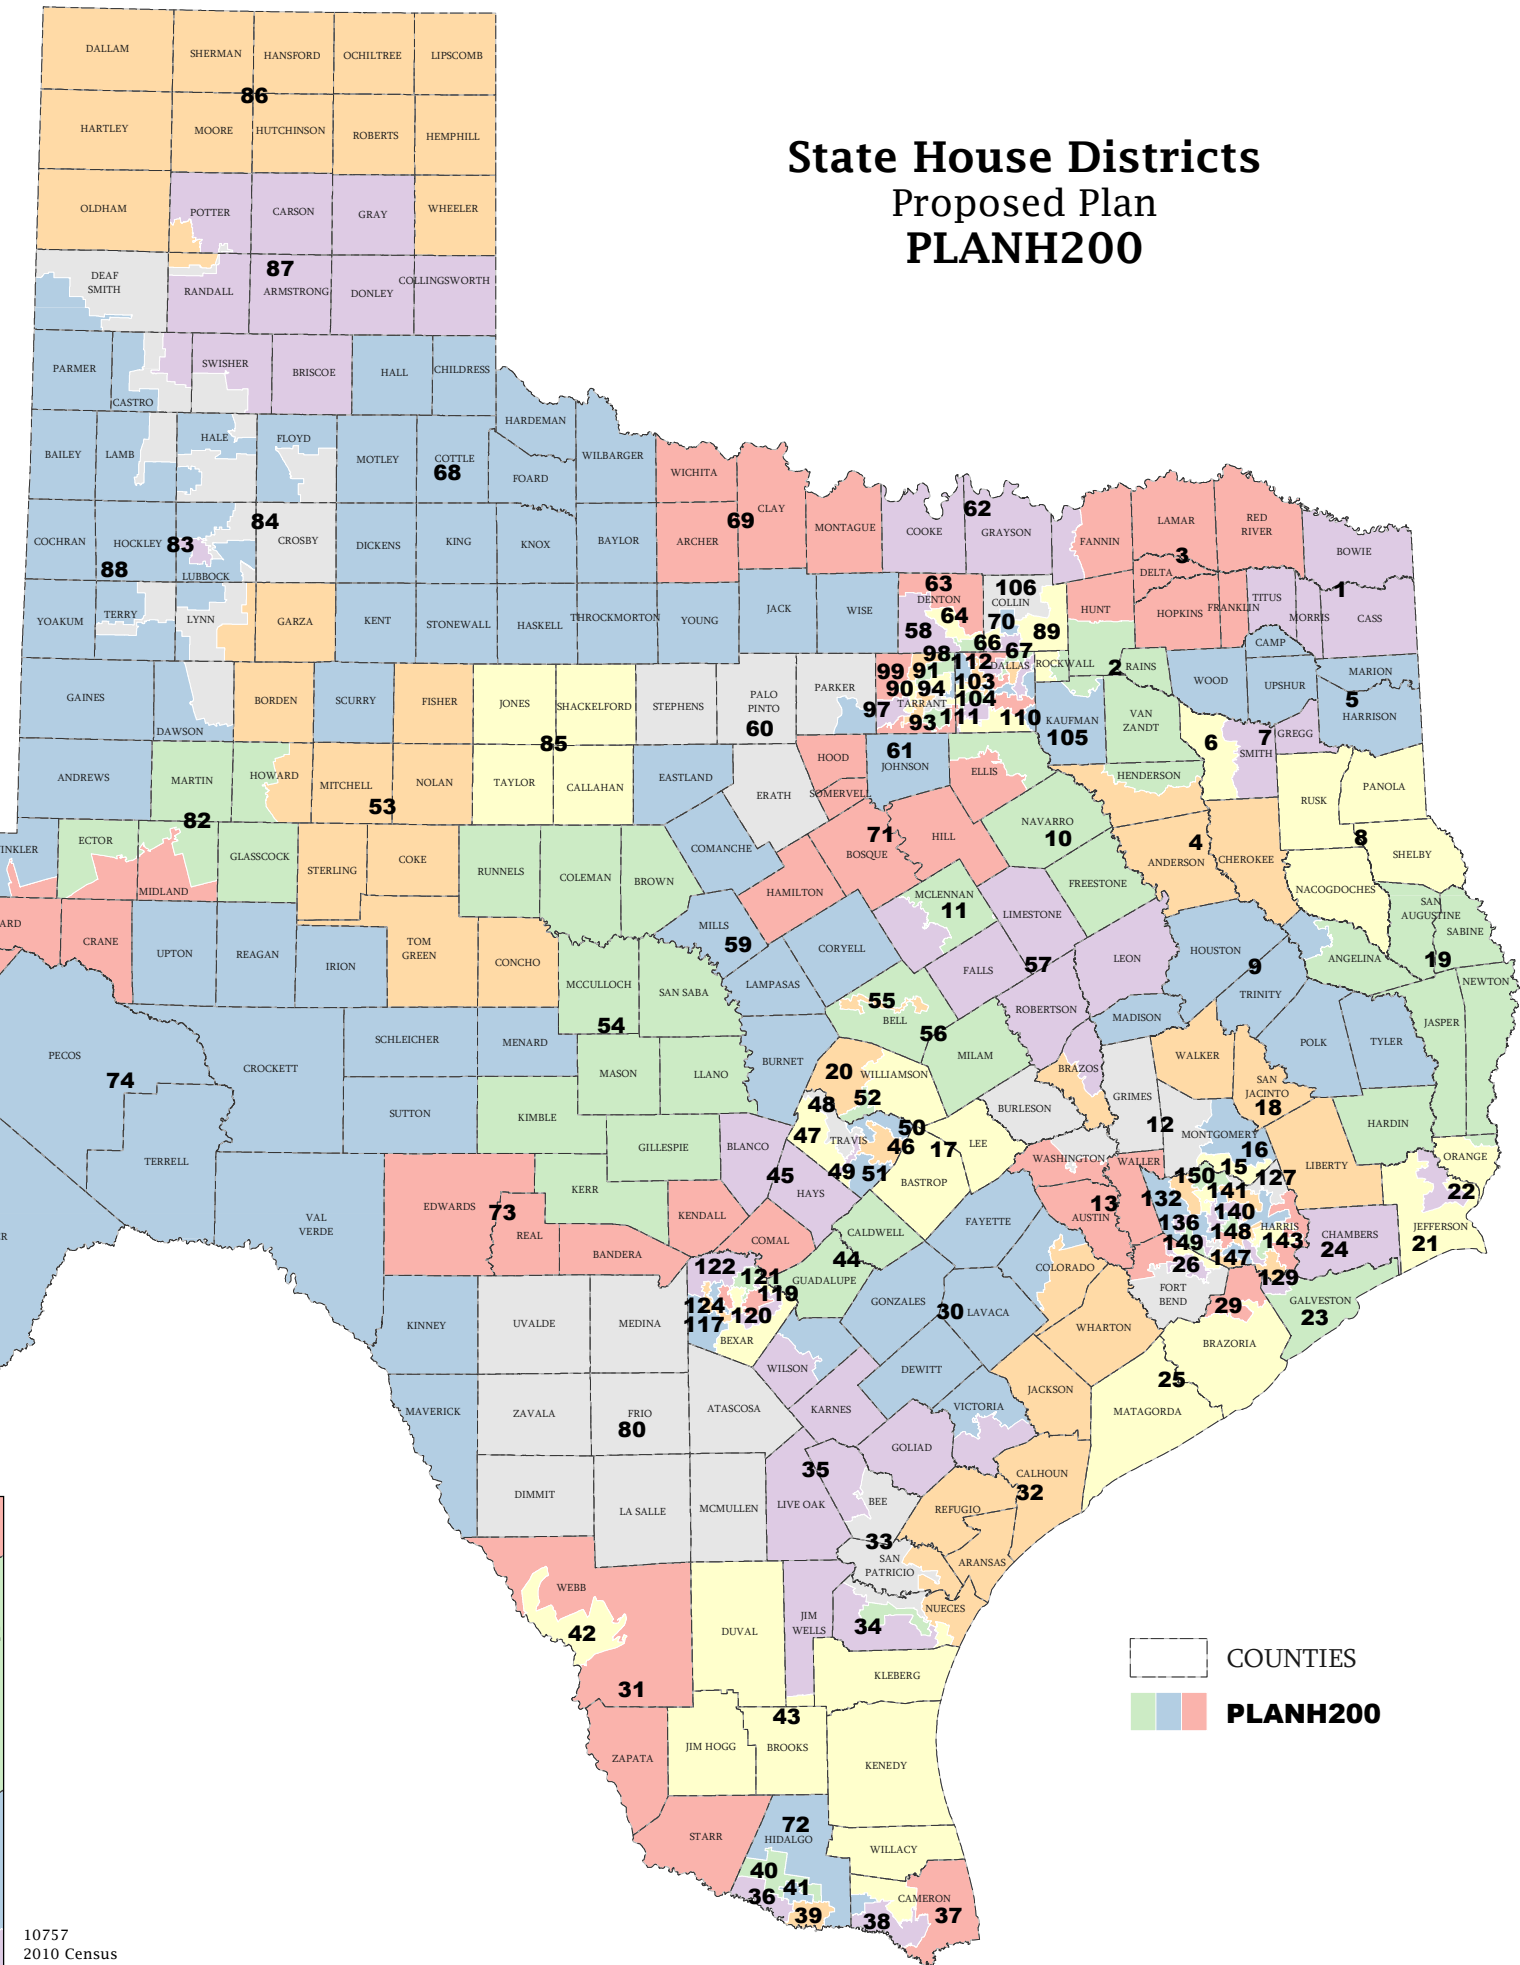 State House Districts
Proposed Plan
PLANH200
DALLAM
SHERMAN
HANSFORD
OCHILTREE
LIPSCOMB
86
HARTLEY
MOORE
HUTCHINSON
ROBERTS
HEMPHILL
OLDHAM
POTTER
CARSON
GRAY
WHEELER
DEAF
SMITH
87
RANDALL
ARMSTRONG
DONLEY
COLLINGSWORTH
PARMER
CASTRO
SWISHER
BRISCOE
HALL
CHILDRESS
HARDEMAN
BAILEY
LAMB
HALE
FLOYD
MOTLEY
COTTLE
68
FOARD
WILBARGER
WICHITA
CLAY
69
ARCHER
MONTAGUE
COOKE
62
GRAYSON
FANNIN
LAMAR
RED
RIVER
3
DELTA
BOWIE
1
COCHRAN
HOCKLEY
88
83
84
LUBBOCK
CROSBY
DICKENS
KING
KNOX
BAYLOR
YOAKUM
TERRY
LYNN
GARZA
KENT
STONEWALL
HASKELL
THROCKMORTON
YOUNG
JACK
WISE
63
DENTON
64
58
106
COLLIN
70
66
67
89
HUNT
HOPKINS
FRANKLIN
TITUS
MORRIS
CASS
CAMP
MARION
5
HARRISON
UPSHUR
WOOD
RAINS
2
ROCKWALL
98
112
DALLAS
99
91
103
90
94
104
97
TARRANT
93
111
110
KAUFMAN
105
VAN
ZANDT
6
7
SMITH
GREGG
GAINES
DAWSON
BORDEN
SCURRY
FISHER
JONES
SHACKELFORD
STEPHENS
PALO
PINTO
60
PARKER
85
ANDREWS
MARTIN
HOWARD
MITCHELL
53
NOLAN
TAYLOR
CALLAHAN
EASTLAND
ERATH
HOOD
SOMERVELL
61
JOHNSON
ELLIS
HENDERSON
RUSK
PANOLA
82
INKLER
ECTOR
MIDLAND
GLASSCOCK
STERLING
COKE
RUNNELS
COLEMAN
BROWN
COMANCHE
71
BOSQUE
HILL
NAVARRO
10
4
ANDERSON
CHEROKEE
8
SHELBY
NACOGDOCHES
HAMILTON
MCLENNAN
11
LIMESTONE
FREESTONE
SAN
AUGUSTINE
SABINE
19
NEWTON
ANGELINA
ARD
CRANE
UPTON
REAGAN
IRION
TOM
GREEN
CONCHO
MCCULLOCH
54
SAN SABA
MILLS
59
LAMPASAS
CORYELL
FALLS
57
LEON
HOUSTON
9
TRINITY
55
BELL
56
MILAM
ROBERTSON
MADISON
WALKER
POLK
TYLER
JASPER
PECOS
74
CROCKETT
SCHLEICHER
MENARD
SUTTON
MASON
LLANO
BURNET
20
WILLIAMSON
52
48
BRAZOS
BURLESON
GRIMES
12
SAN
JACINTO
18
HARDIN
KIMBLE
GILLESPIE
BLANCO
47
TRAVIS
50
46
17
LEE
WASHINGTON
WALLER
MONTGOMERY
16
LIBERTY
ORANGE
TERRELL
R
VAL
VERDE
EDWARDS
73
REAL
KERR
BANDERA
KENDALL
COMAL
45
HAYS
49
51
BASTROP
CALDWELL
44
GUADALUPE
FAYETTE
AUSTIN
13
150
15
127
132
141
140
HARRIS
136
148
149
143
147
26
FORT
BEND
129
29
CHAMBERS
24
22
JEFFERSON
21
GALVESTON
23
122
121
119
124
120
117
BEXAR
KINNEY
UVALDE
MEDINA
GONZALES
30
LAVACA
COLORADO
WHARTON
BRAZORIA
25
MATAGORDA
WILSON
DEWITT
JACKSON
MAVERICK
ZAVALA
FRIO
80
ATASCOSA
KARNES
VICTORIA
GOLIAD
35
CALHOUN
32
DIMMIT
LA SALLE
MCMULLEN
LIVE OAK
BEE
REFUGIO
33
SAN
PATRICIO
ARANSAS
NUECES
34
WEBB
42
31
DUVAL
JIM
WELLS
KLEBERG
43
BROOKS
JIM HOGG
ZAPATA
KENEDY
STARR
72
HIDALGO
WILLACY
40
41
36
39
CAMERON
38
37
COUNTIES
PLANH200
10757
2010 Census